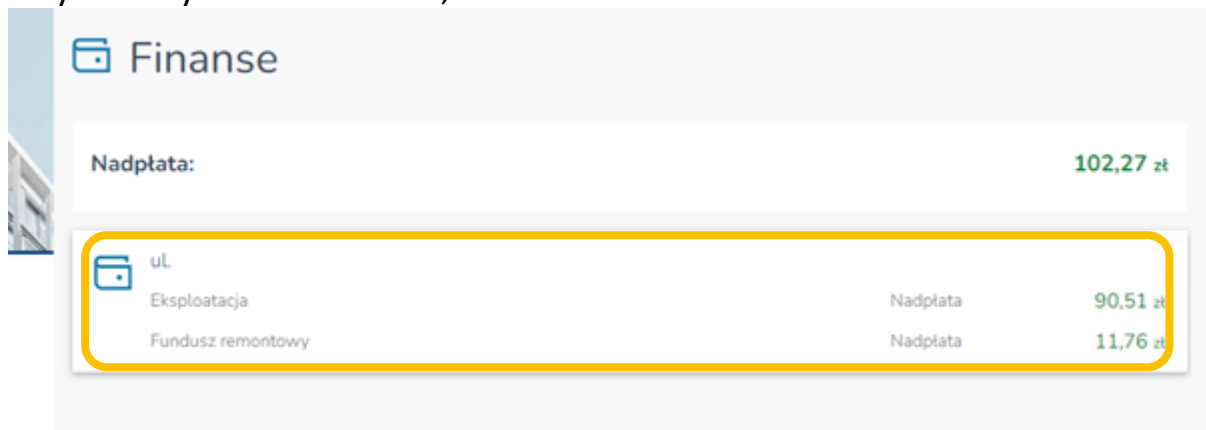 Finanse
Nadpłata: 102,27 zł
ul.
Eksploatacja Nadpłata 90,51 zł
Fundusz remontowy Nadpłata 11,76 zł